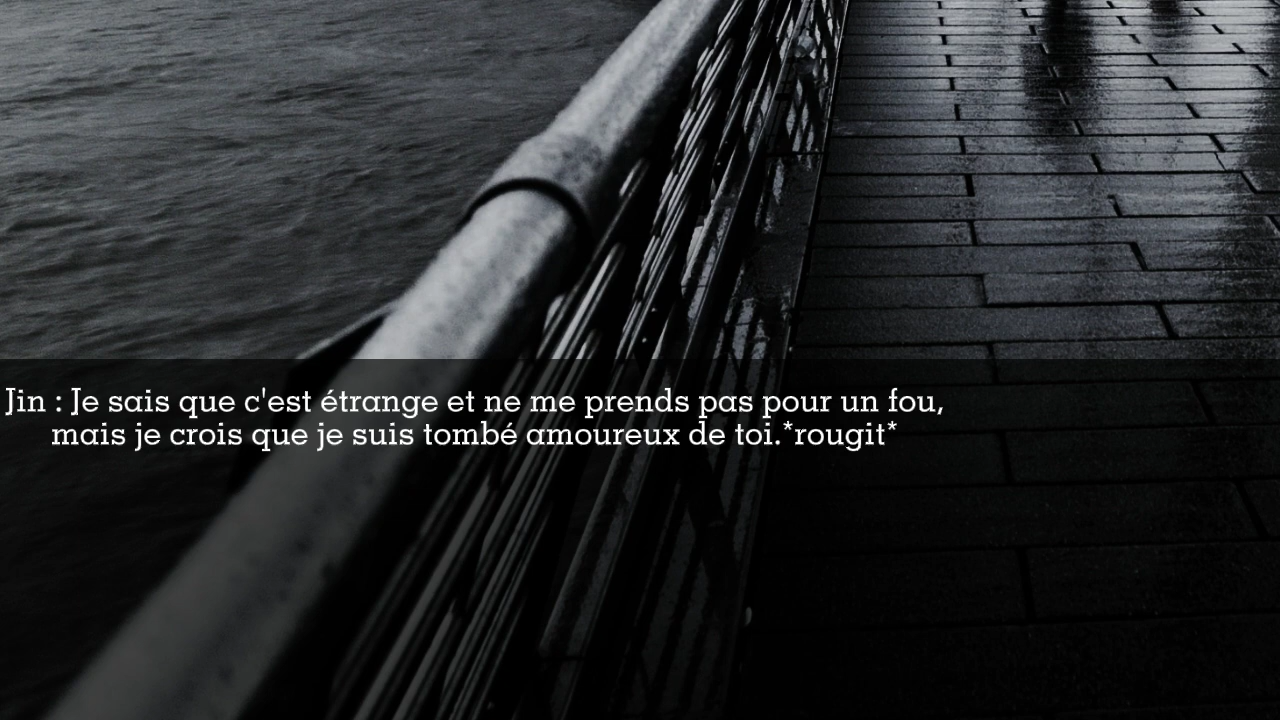 Jin : Je sais que c'est étrange et ne me prends pas pour un fou,
mais je crois que je suis tombé amoureux de toi.*rougit*